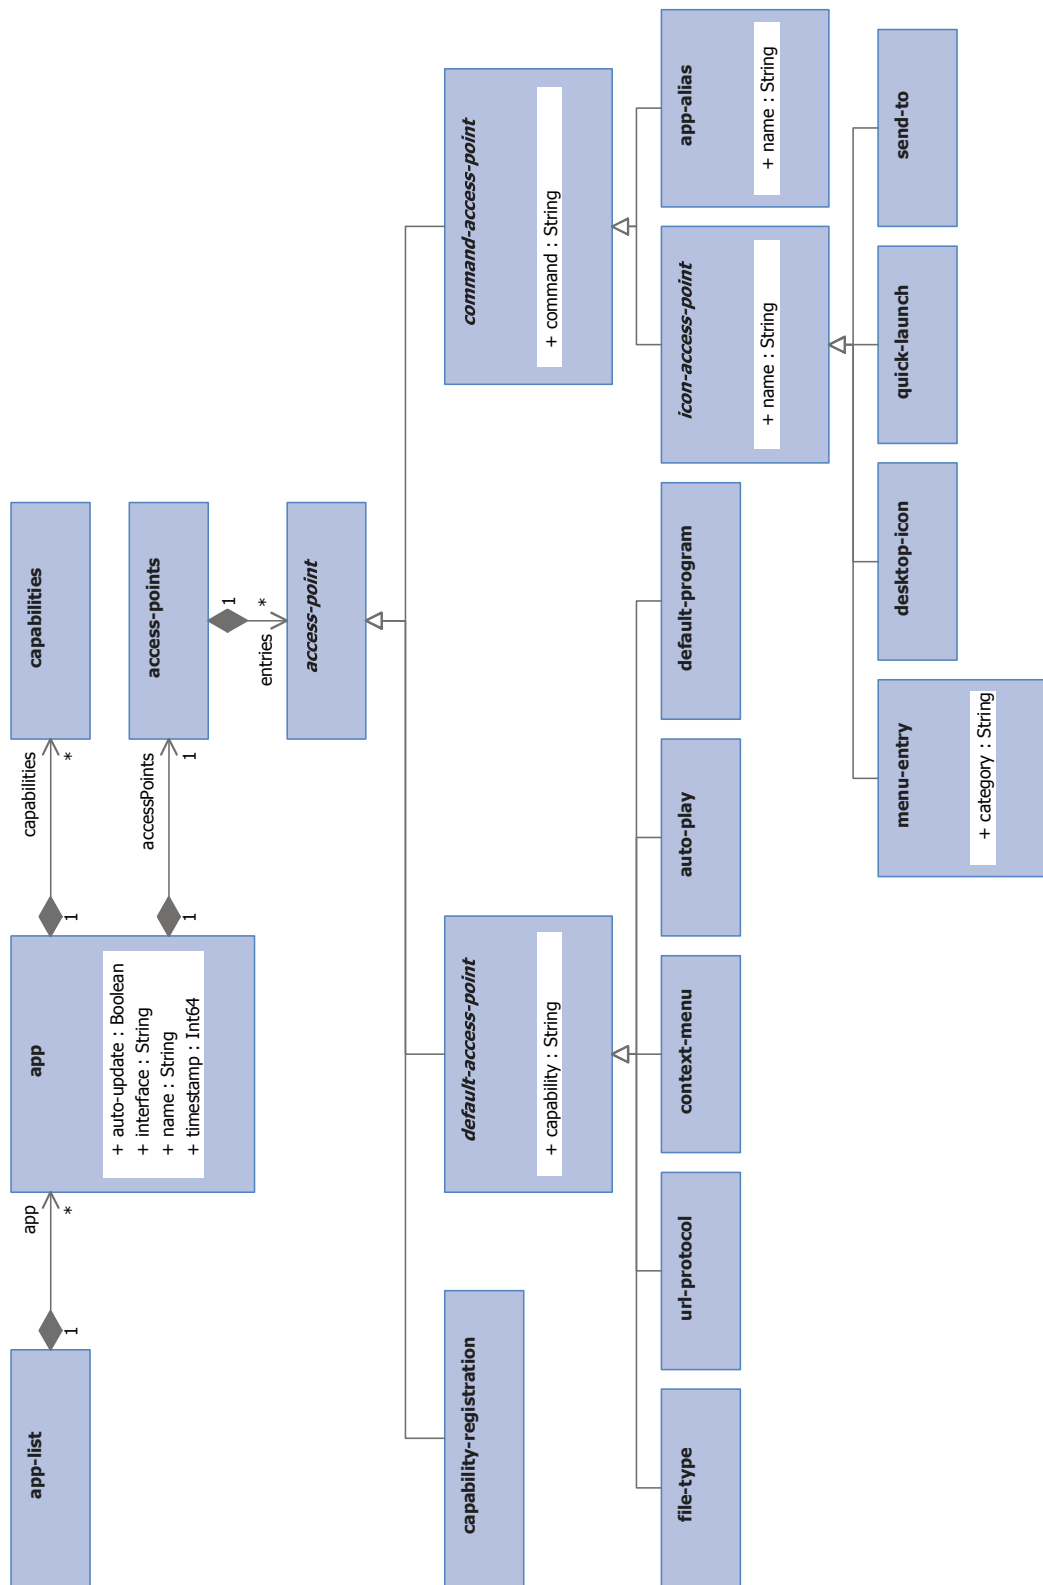 app-list
1
app
*
app
+ auto-update : Boolean
+ interface : String
+ name : String
+ timestamp : Int64
1
capabilities
*
capabilities
1
accessPoints
1
access-points
1
entries
*
access-point
capability-registration
default-access-point
+ capability : String
command-access-point
+ command : String
file-type
url-protocol
context-menu
auto-play
default-program
icon-access-point
+ name : String
app-alias
+ name : String
menu-entry
+ category : String
desktop-icon
quick-launch
send-to